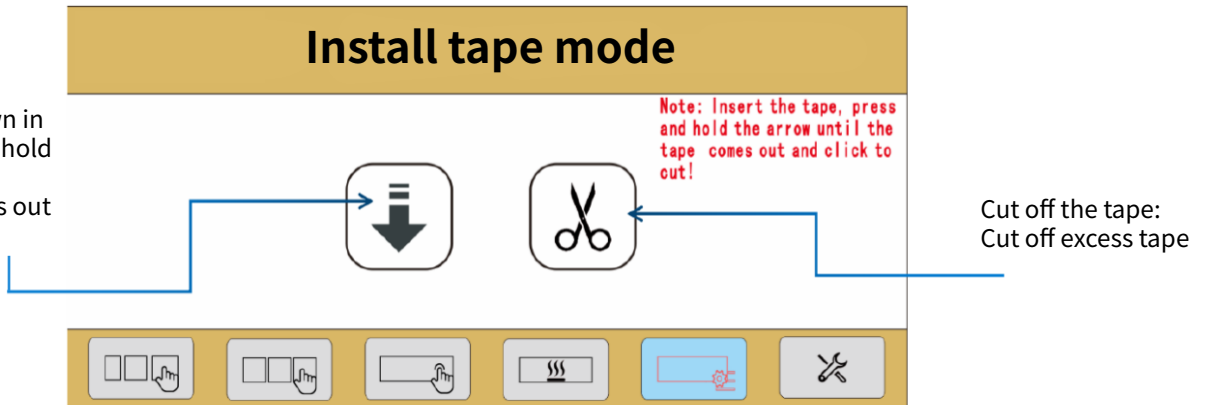 Install tape mode
Note: Insert the tape, press
and hold the arrow until the
tape comes out and click to
cut!
in
hold
out
Cut off the tape:
Cut off excess tape